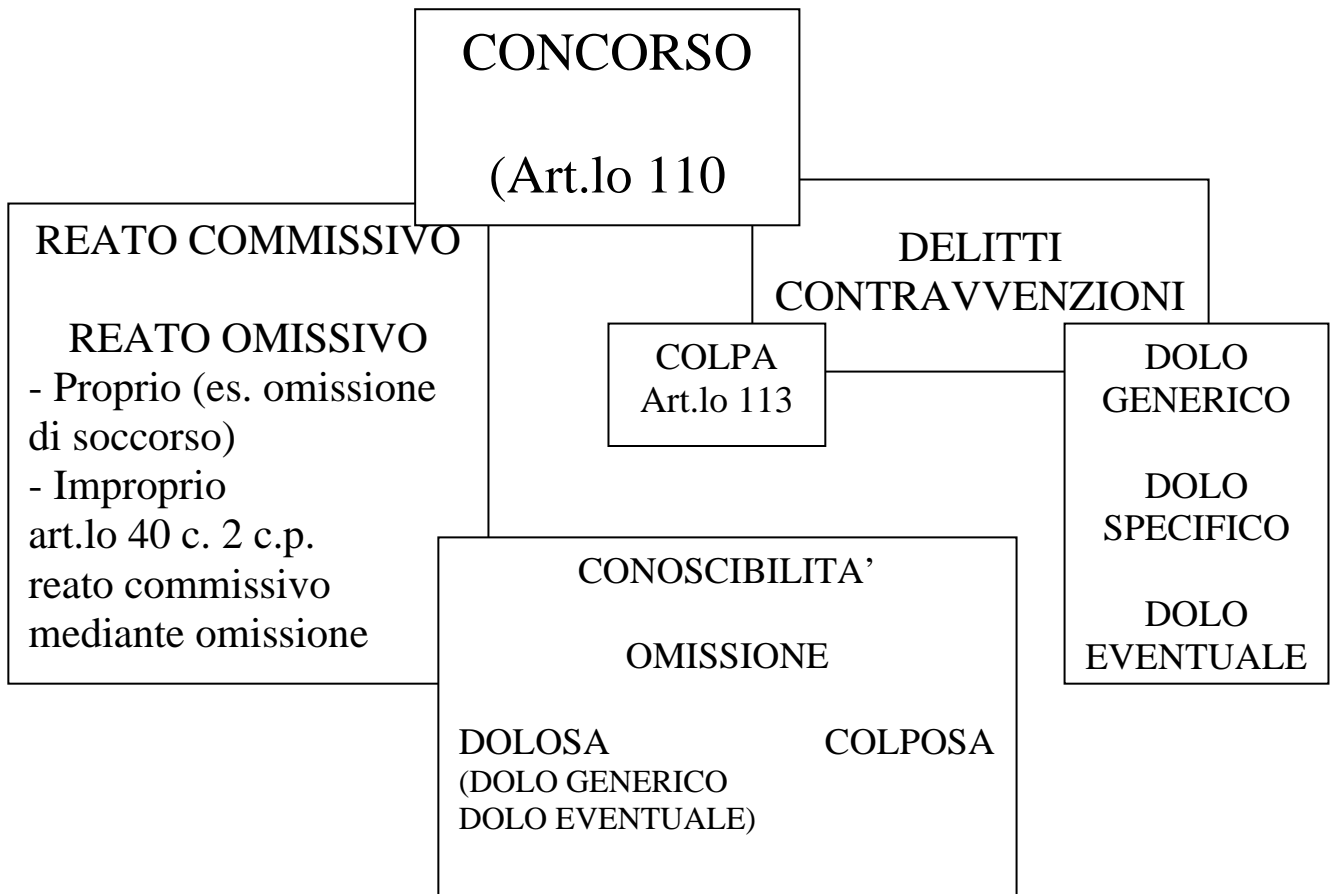 CONCORSO
(Art.lo 110
REATO COMMISSIVO
REATO OMISSIVO
- Proprio (es. omissione
di soccorso)
- Improprio
art.lo 40 c. 2 c.p.
reato commissivo
mediante omissione
DELITTI
CONTRAVVENZIONI
COLPA
Art.lo 113
DOLO
GENERICO
DOLO
SPECIFICO
DOLO
EVENTUALE
CONOSCIBILITA’
OMISSIONE
DOLOSA COLPOSA
(DOLO GENERICO
DOLO EVENTUALE)